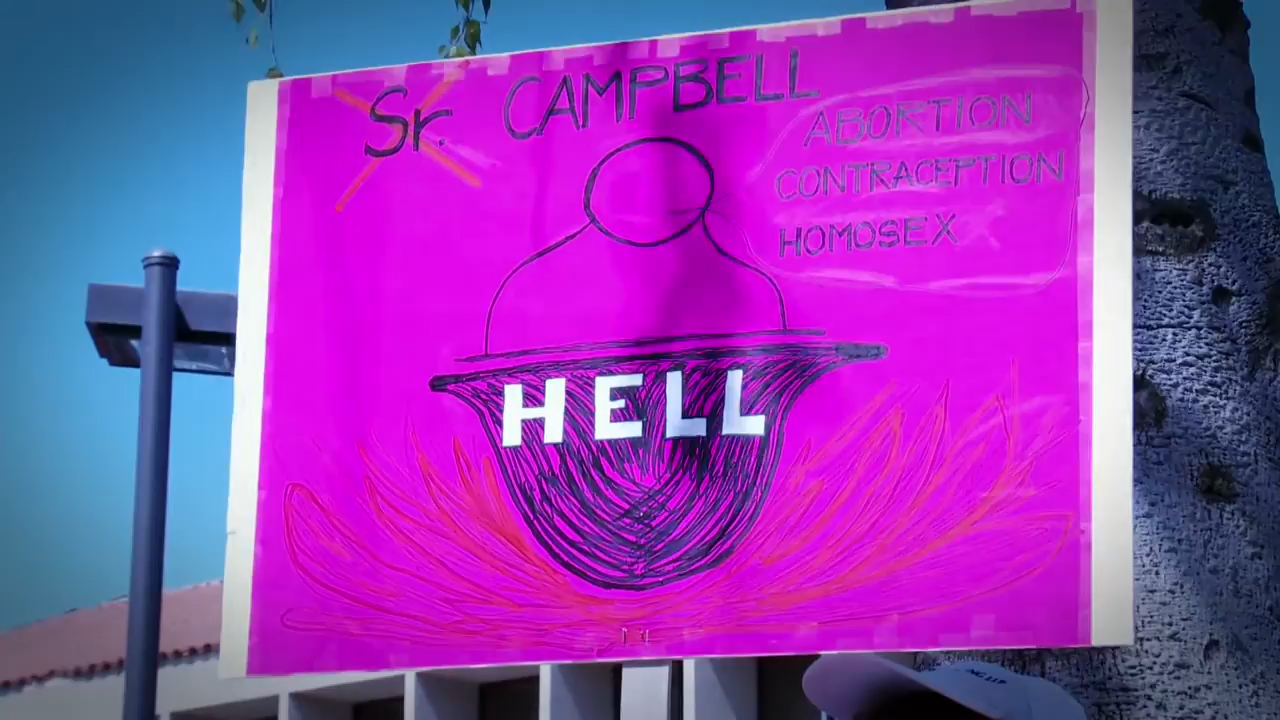 Sr. CAMPBELL
ABORTION
CONTRACEPTION
HOMOSEX
HELL